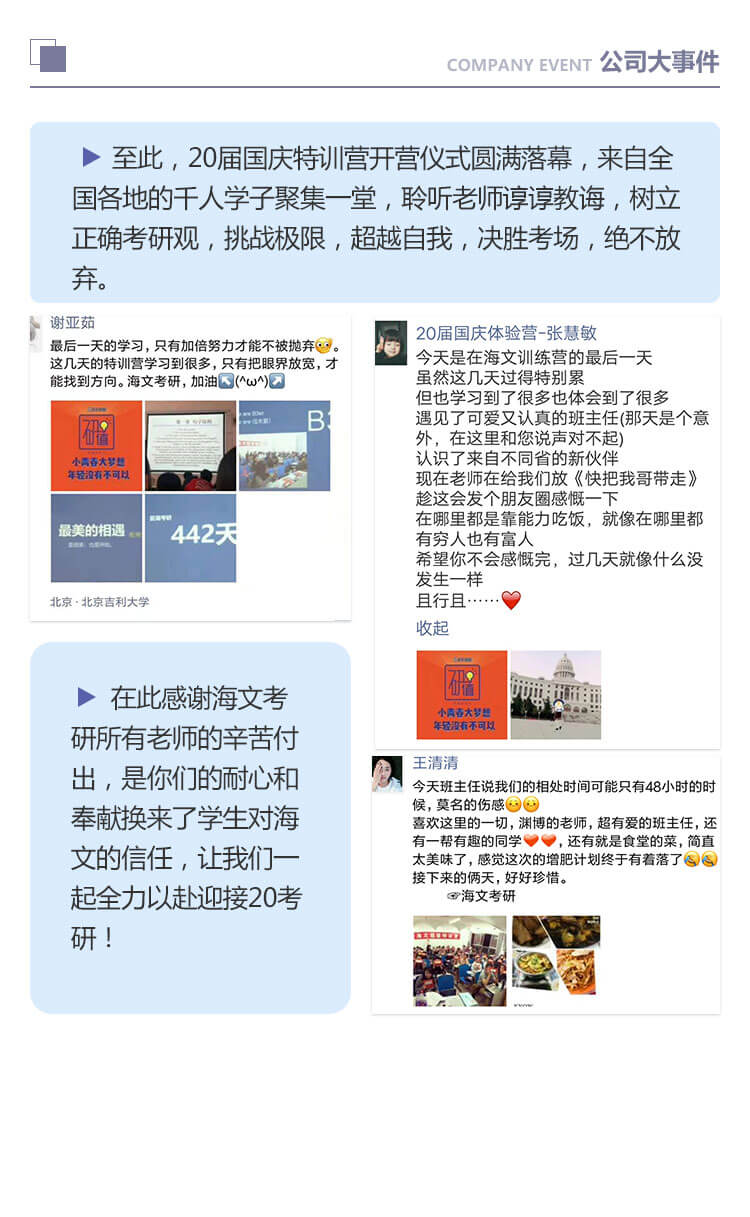 COMPANY EVENT 公司大事件
▶ 至此，20届国庆特训营开营仪式圆满落幕，来自全
国各地的千人学子聚集一堂，聆听老师谆谆教诲，树立
正确考研观，挑战极限，超越自我，决胜考场，绝不放
弃。
谢亚茹
最后一天的学习，只有加倍努力才能不被抛弃😳。
这几天的特训营学习到很多，只有把眼界放宽，才
能找到方向。海文考研，加油↖(^ω^)↗
研值
小青春大梦想
年轻没有不可以
第一章 句子结构
B3
最美的相遇
442天
北京 · 北京吉利大学
▶ 在此感谢海文考
研所有老师的辛苦付
出，是你们的耐心和
奉献换来了学生对海
文的信任，让我们一
起全力以赴迎接20考
研！
20届国庆体验营-张慧敏
今天是在海文训练营的最后一天
虽然这几天过得特别累
但也学习到了很多也体会到了很多
遇见了可爱又认真的班主任(那天是个意
外，在这里和您说声对不起)
认识了来自不同省的新伙伴
现在老师在给我们放《快把我哥带走》
趁这会发个朋友圈感慨一下
在哪里都是靠能力吃饭，就像在哪里都
有穷人也有富人
希望你不会感慨完，过几天就像什么没
发生一样
且行且……❤️
收起
研值
小青春大梦想
年轻没有不可以
王清清
今天班主任说我们的相处时间可能只有48小时的时
候，莫名的伤感☹️☹️
喜欢这里的一切，渊博的老师，超有爱的班主任，还
有一帮有趣的同学❤️❤️，还有就是食堂的菜，简直
太美味了，感觉这次的增肥计划终于有着落了😂😂
接下来的俩天，好好珍惜。
☞海文考研